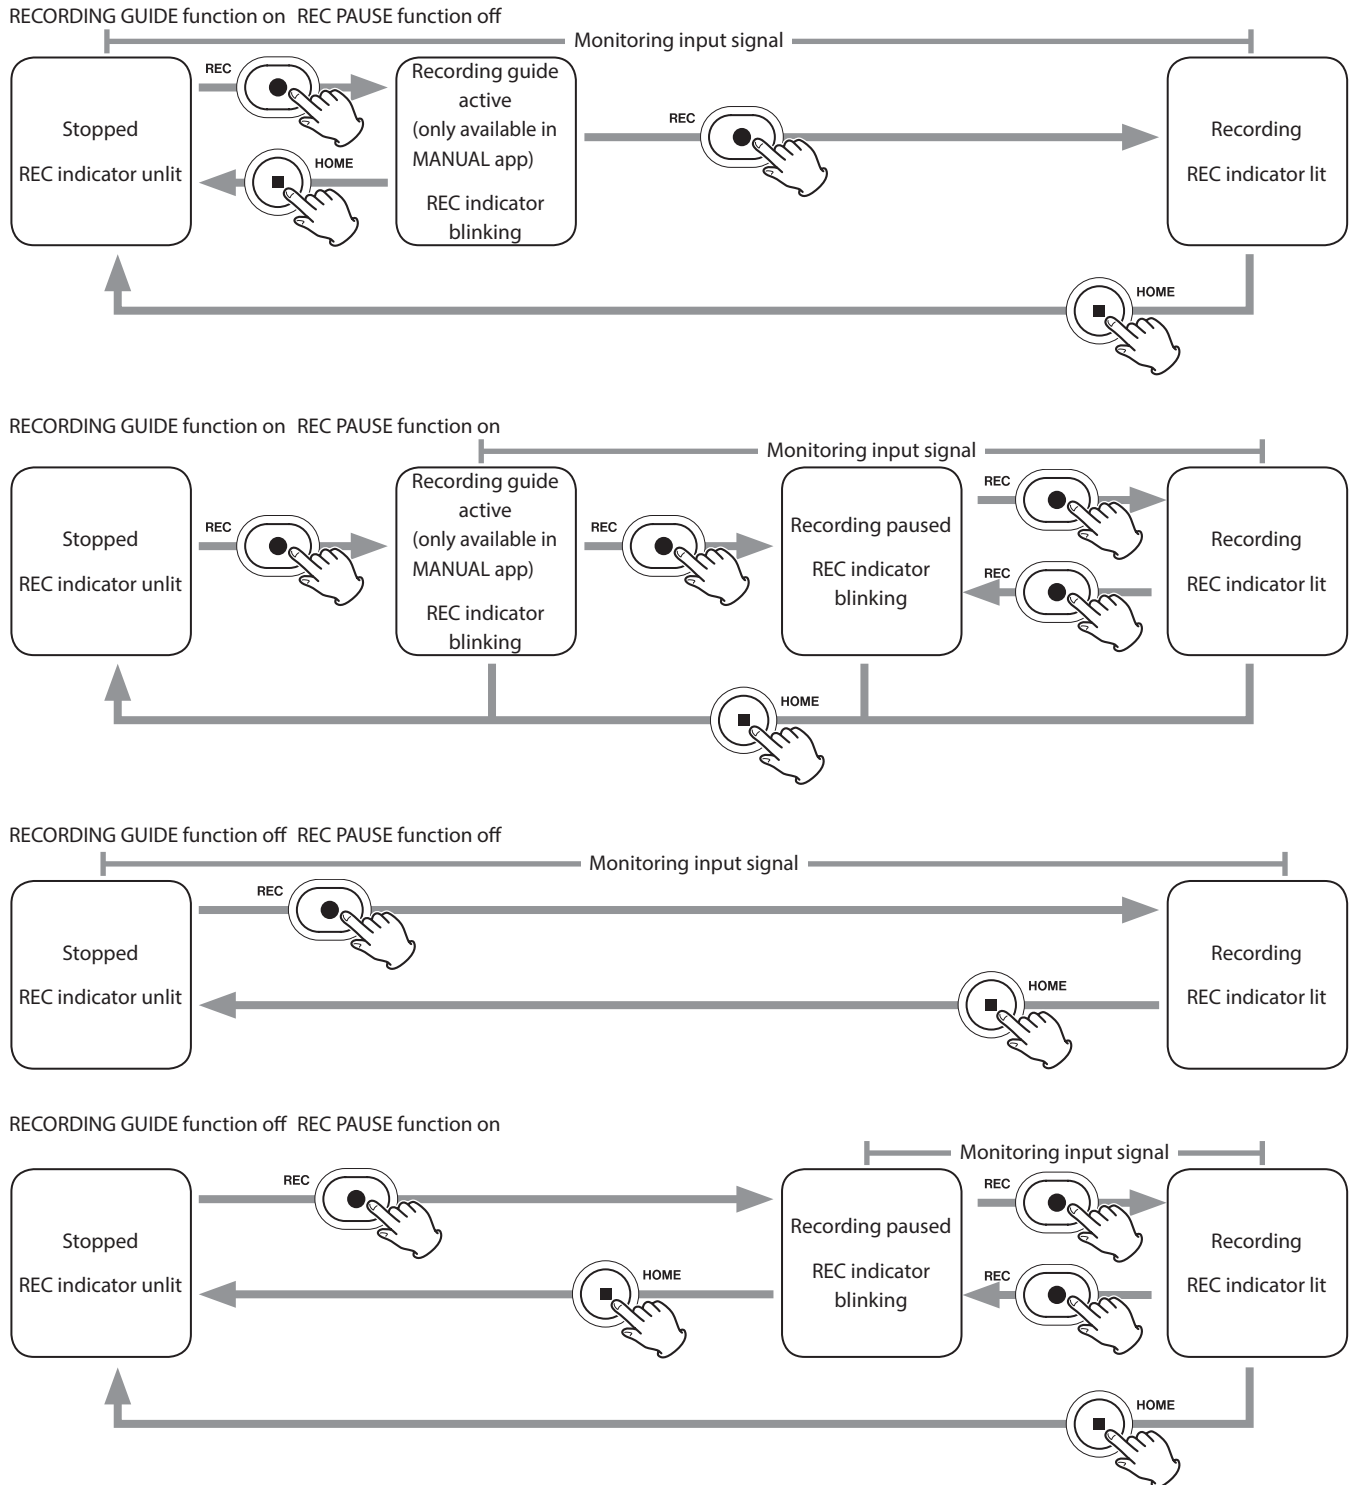 RECORDING GUIDE function on REC PAUSE function off
Monitoring input signal
Stopped
REC indicator unlit
REC
HOME
Recording guide
active
(only available in
MANUAL app)
REC indicator
blinking
REC
Recording
REC indicator lit
HOME
RECORDING GUIDE function on REC PAUSE function on
Monitoring input signal
Stopped
REC indicator unlit
REC
Recording guide
active
(only available in
MANUAL app)
REC indicator
blinking
REC
Recording paused
REC indicator
blinking
REC
REC
Recording
REC indicator lit
HOME
RECORDING GUIDE function off REC PAUSE function off
Monitoring input signal
Stopped
REC indicator unlit
REC
HOME
Recording
REC indicator lit
RECORDING GUIDE function off REC PAUSE function on
Monitoring input signal
Stopped
REC indicator unlit
REC
HOME
Recording paused
REC indicator
blinking
REC
REC
Recording
REC indicator lit
HOME